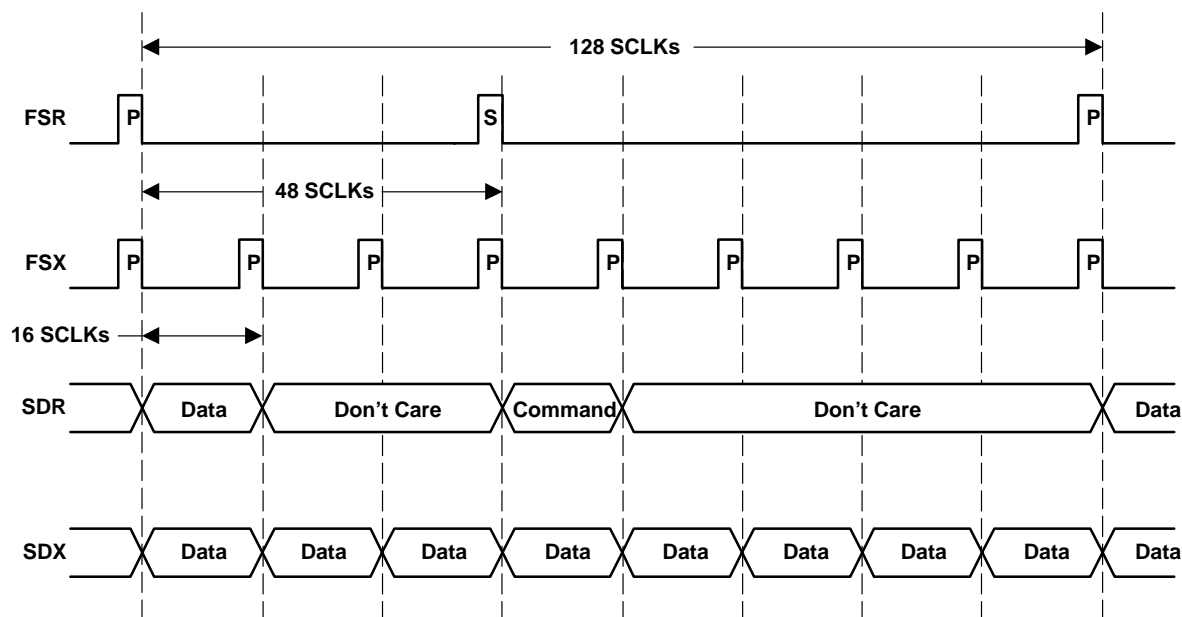 128 SCLKs
FSR P S P
48 SCLKs
FSX P P P P P P P P P
16 SCLKs
SDR Data Don't Care Command Don't Care Data
SDX Data Data Data Data Data Data Data Data Data